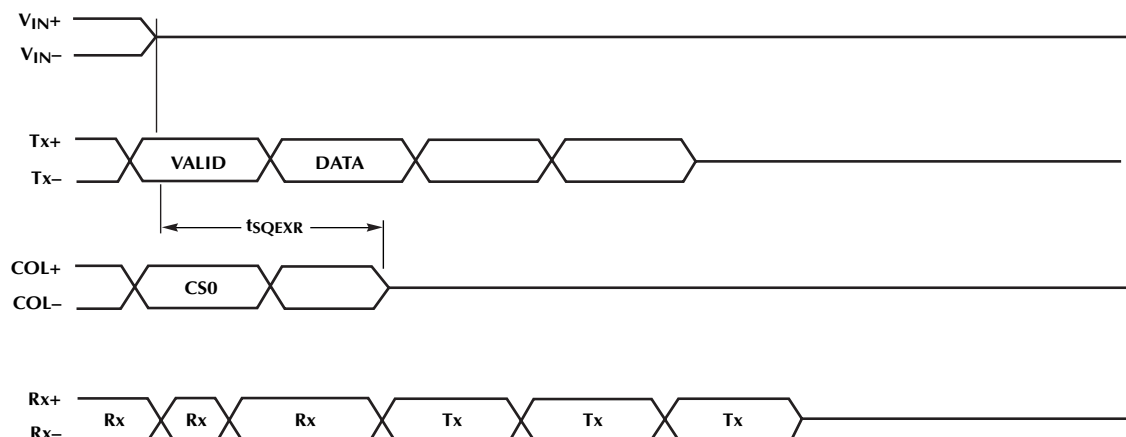 VIN+
VIN–
Tx+
VALID DATA
Tx–
tSQEXR
COL+
CS0
COL–
Rx+
Rx Rx Rx Tx Tx Tx
Rx–